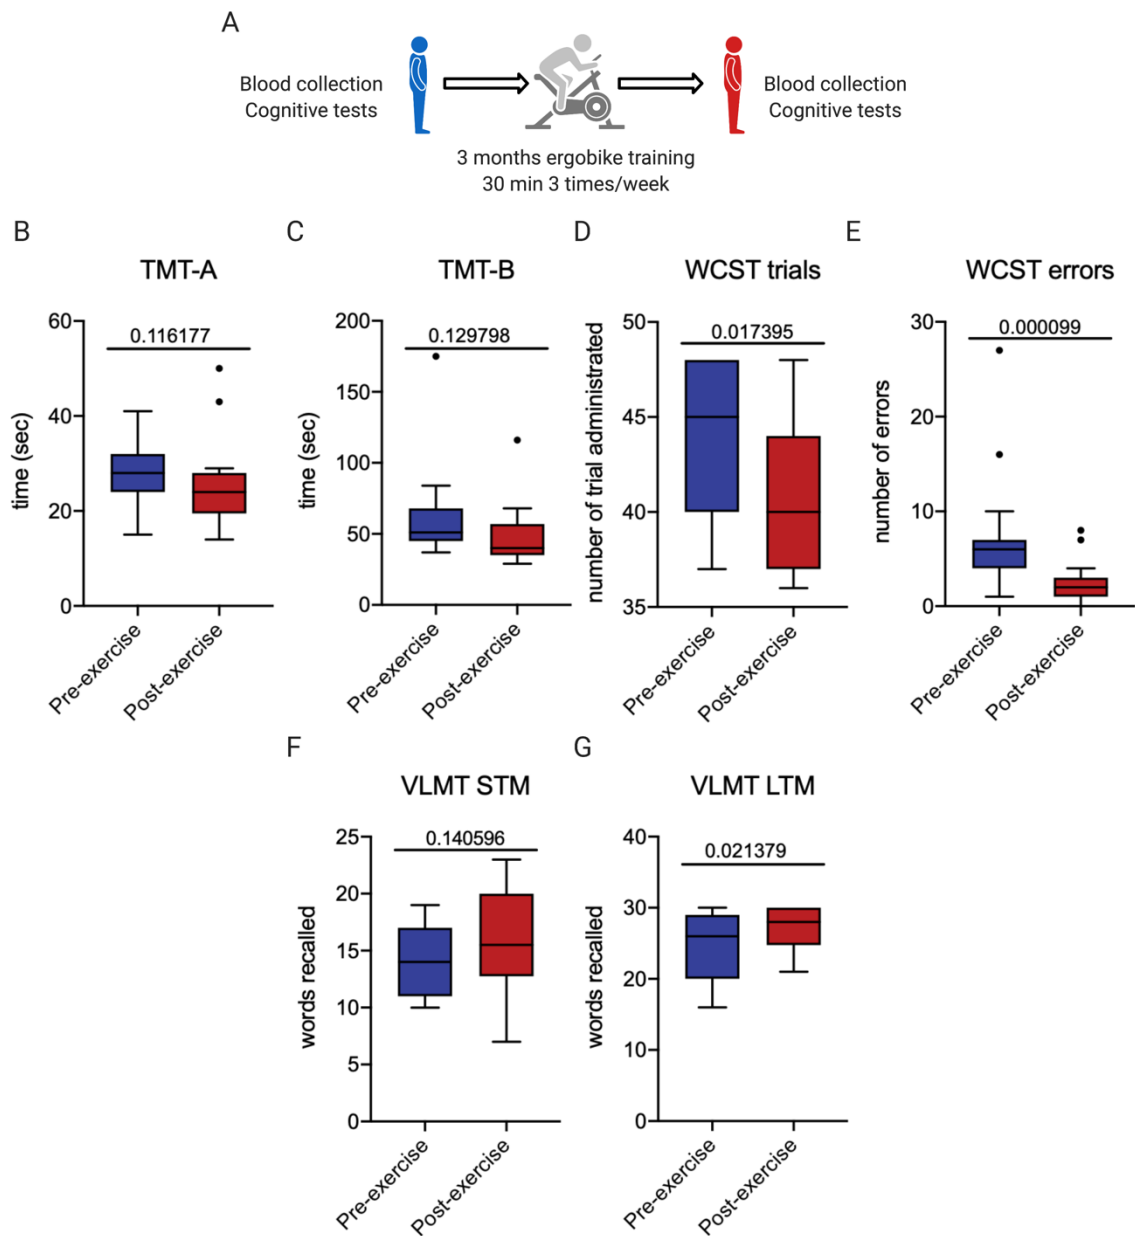 A
Blood collection
Cognitive tests
Blood collection
Cognitive tests
3 months ergobike training
30 min 3 times/week
B
TMT-A
0.116177
time (sec)
60
40
20
0
Pre-exercise
Post-exercise
C
TMT-B
0.129798
time (sec)
200
150
100
50
0
Pre-exercise
Post-exercise
D
WCST trials
0.017395
number of trial administrated
50
45
40
35
Pre-exercise
Post-exercise
E
WCST errors
0.000099
number of errors
30
20
10
0
Pre-exercise
Post-exercise
F
VLMT STM
0.140596
words recalled
25
20
15
10
5
0
Pre-exercise
Post-exercise
G
VLMT LTM
0.021379
words recalled
40
30
20
10
0
Pre-exercise
Post-exercise